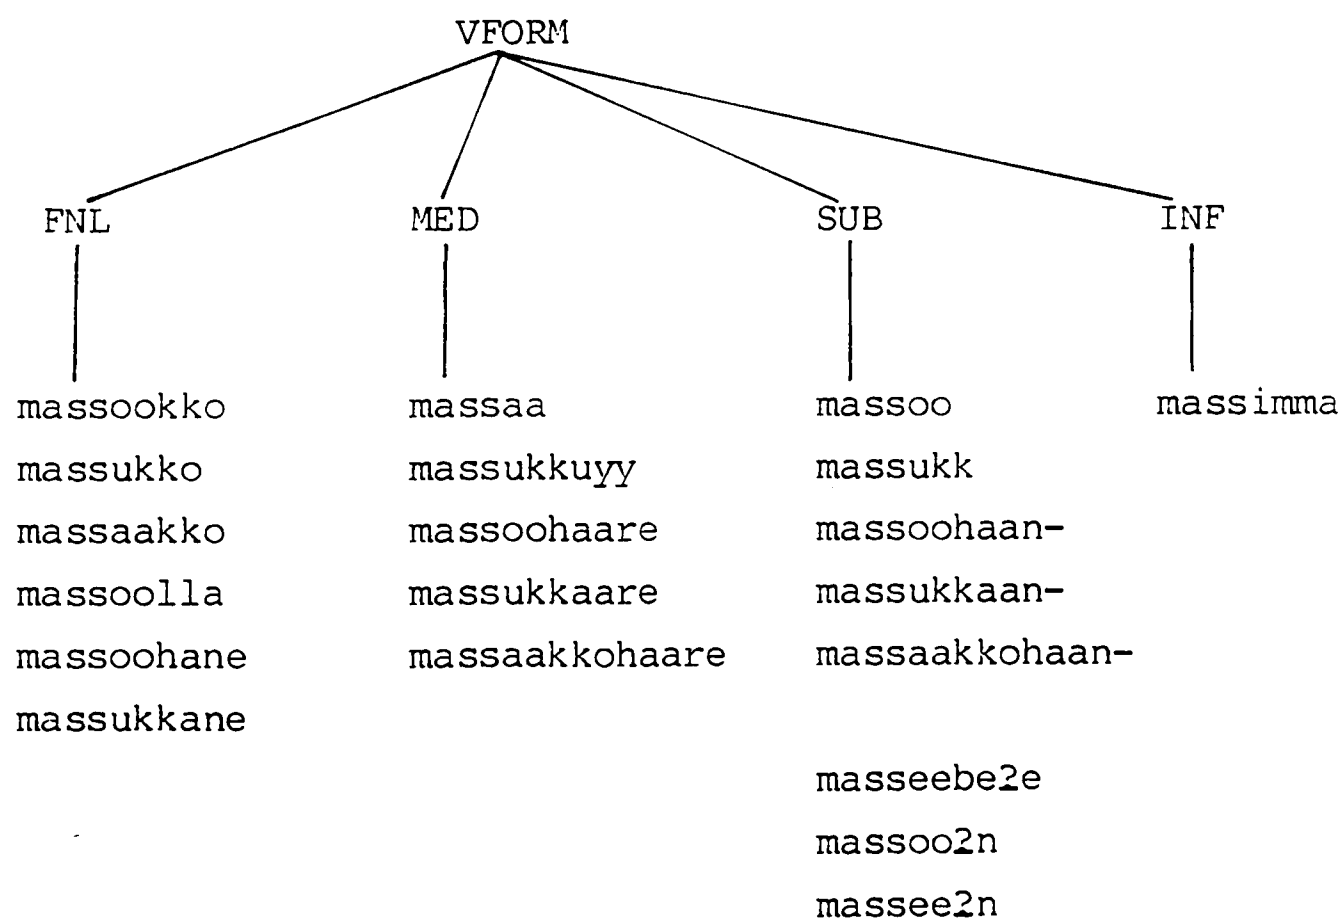 VFORM
FNL MED SUB INF
massookko massaa massoo massimma
massukko massukkuyy massukk
massaakko massoohaare massoohaan-
massoolla massukkaare massukkaan-
massoohane massaakkohaare massaakkohaan-
massukkane
masseebe2e
massoo2n
massee2n